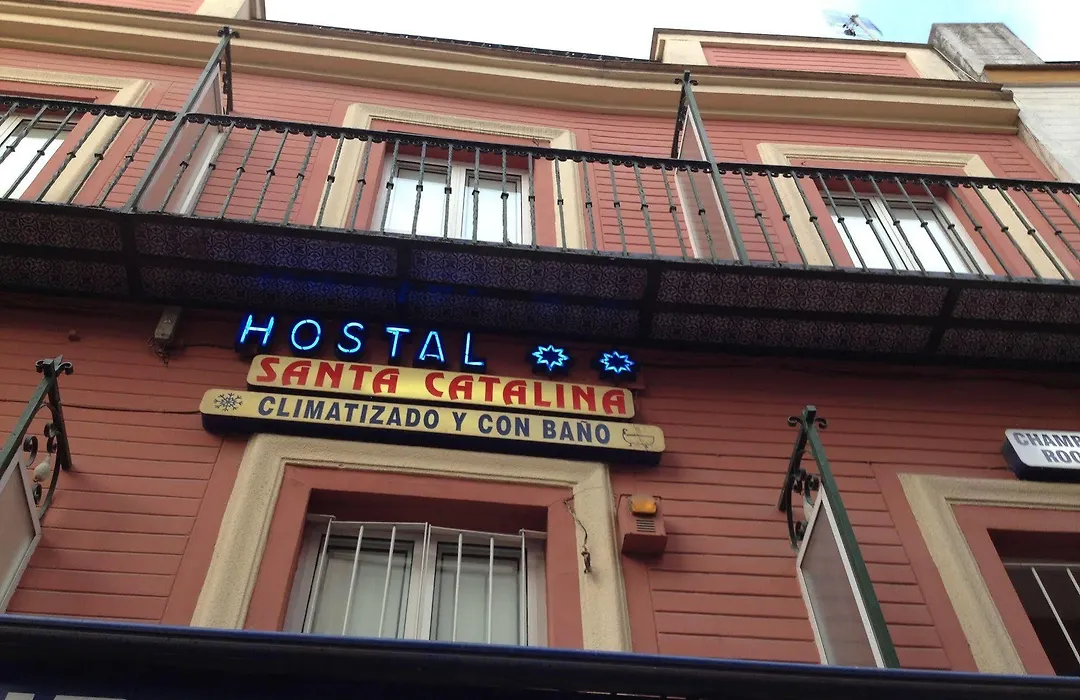 HOSTAL
SANTA CATALINA
CLIMATIZADO Y CON BAÑO